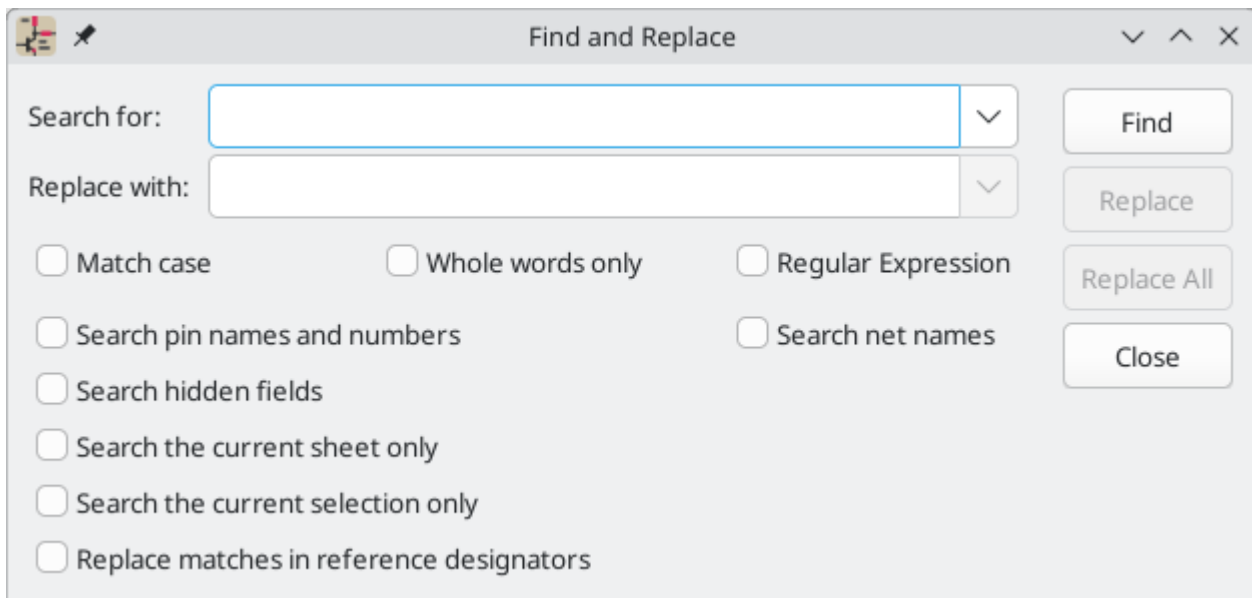 Find and Replace
Search for:
Find
Replace with:
Replace
Match case Whole words only Regular Expression
Replace All
Search pin names and numbers Search net names
Close
Search hidden fields
Search the current sheet only
Search the current selection only
Replace matches in reference designators